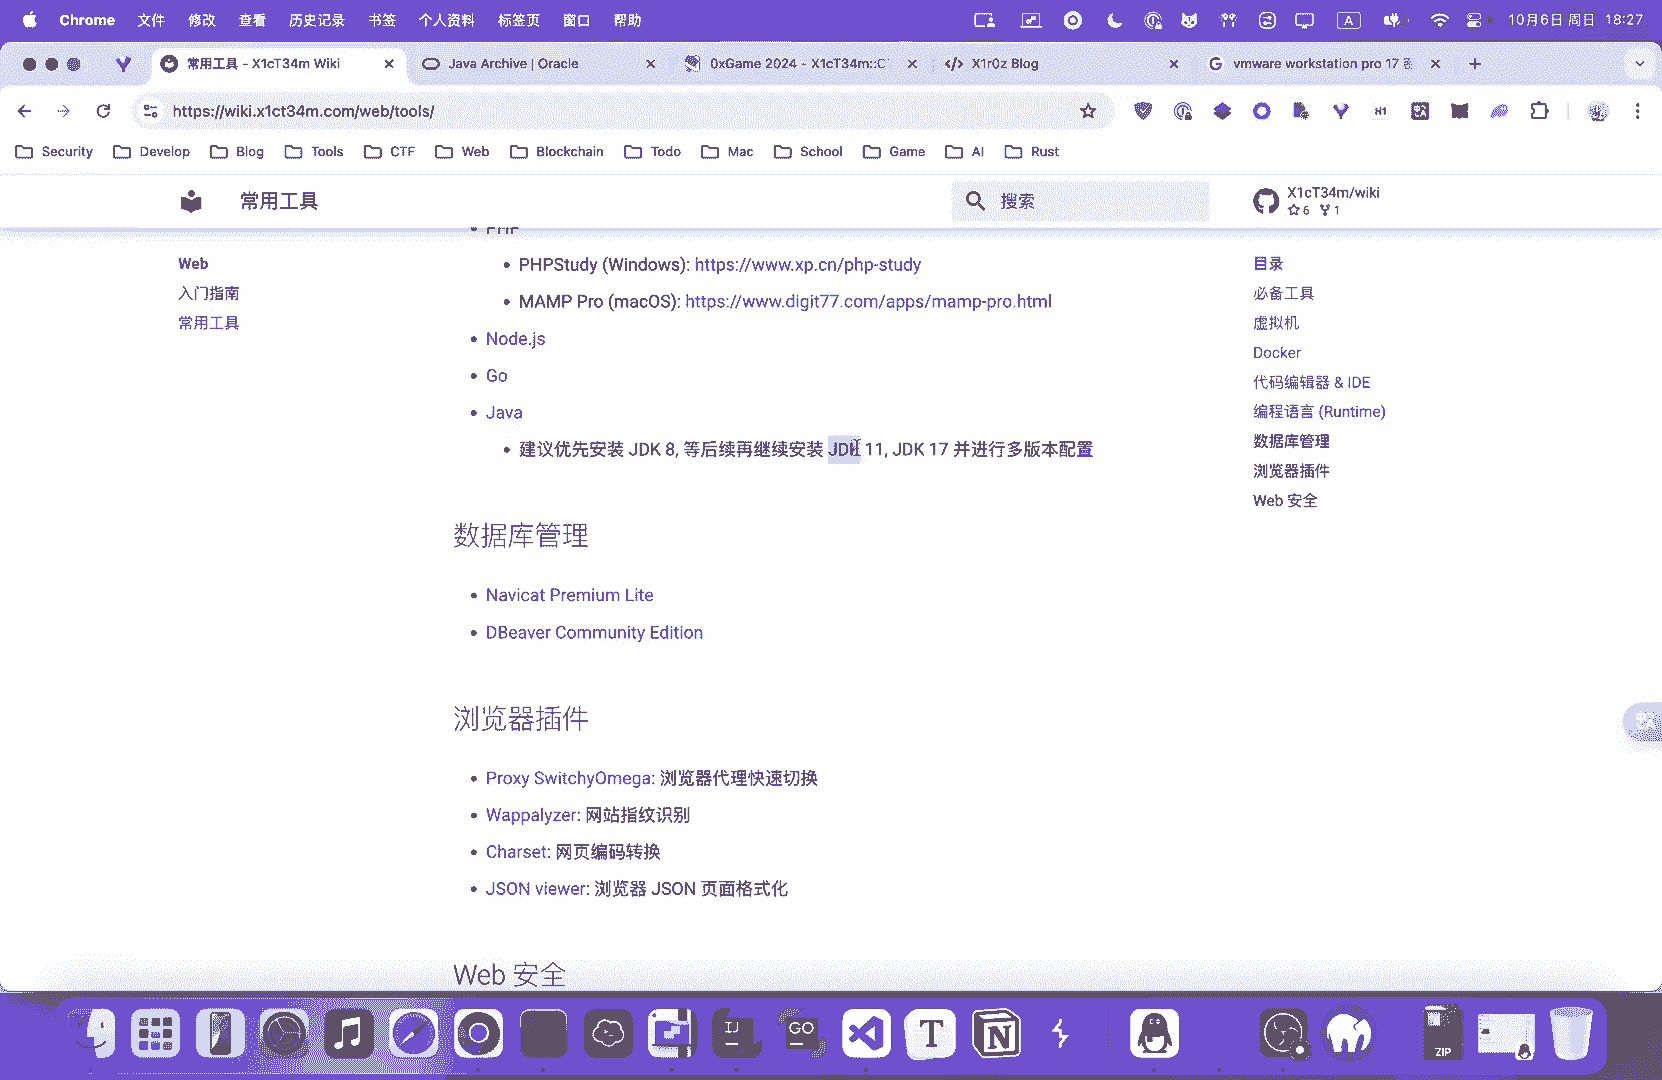 Chrome 文件 修改 查看 历史记录 书签 个人资料 标签页 窗口 帮助 A 10月6日 周日 18:27
常用工具 - X1cT34m Wiki Java Archive | Oracle 0xGame 2024 - X1cT34m::C X1r0z Blog vmware workstation pro 17
https://wiki.x1ct34m.com/web/tools/
Security Develop Blog Tools CTF Web Blockchain Todo Mac School Game AI Rust
常用工具 搜索 X1cT34m/wiki
6 1
Web
入门指南
常用工具
PHP
PHPStudy (Windows): https://www.xp.cn/php-study
MAMP Pro (macOS): https://www.digit77.com/apps/mamp-pro.html
Node.js
Go
Java
建议优先安装 JDK 8, 等后续再继续安装 JDK 11, JDK 17 并进行多版本配置
数据库管理
Navicat Premium Lite
DBeaver Community Edition
浏览器插件
Proxy SwitchyOmega: 浏览器代理快速切换
Wappalyzer: 网站指纹识别
Charset: 网页编码转换
JSON viewer: 浏览器 JSON 页面格式化
Web 安全
目录
必备工具
虚拟机
Docker
代码编辑器 & IDE
编程语言 (Runtime)
数据库管理
浏览器插件
Web 安全
IJ GO T N ZIP